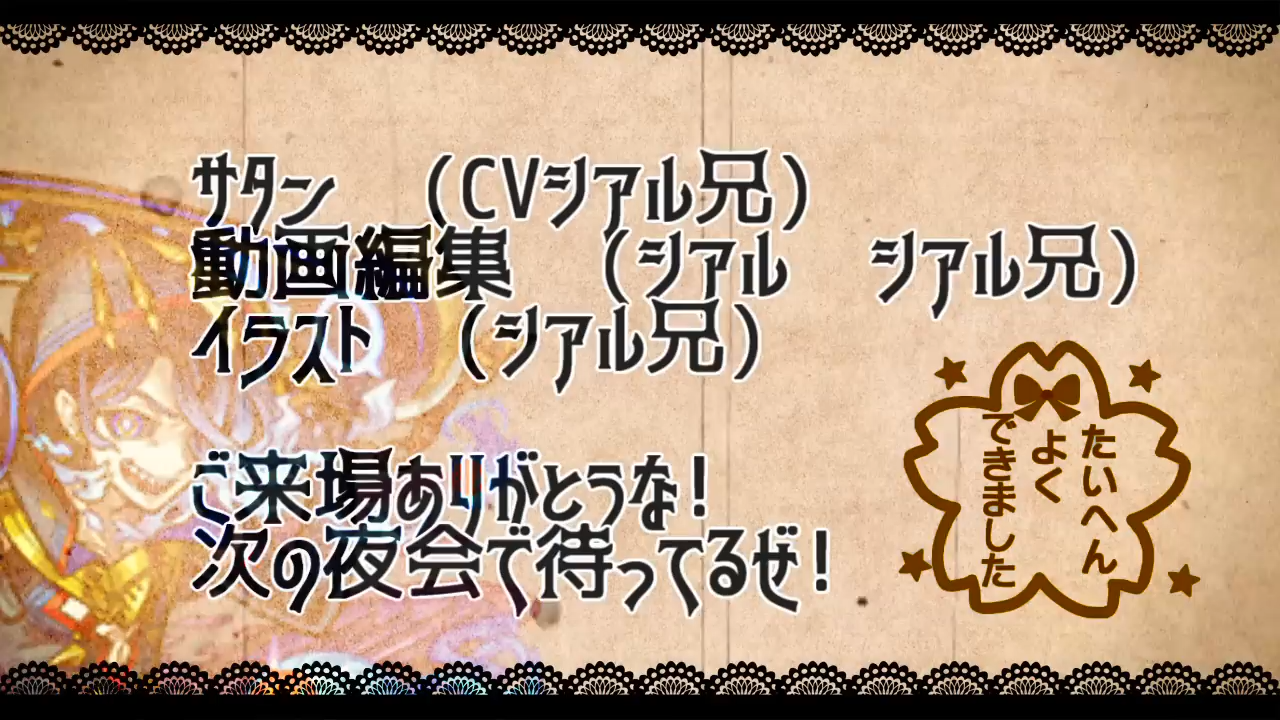 サタン　（CVシアル兄）
動画編集　（シアル　シアル兄）
イラスト　（シアル兄）
ご来場ありがとうな！
次の夜会で待ってるぜ！
たいへん
よく
できました